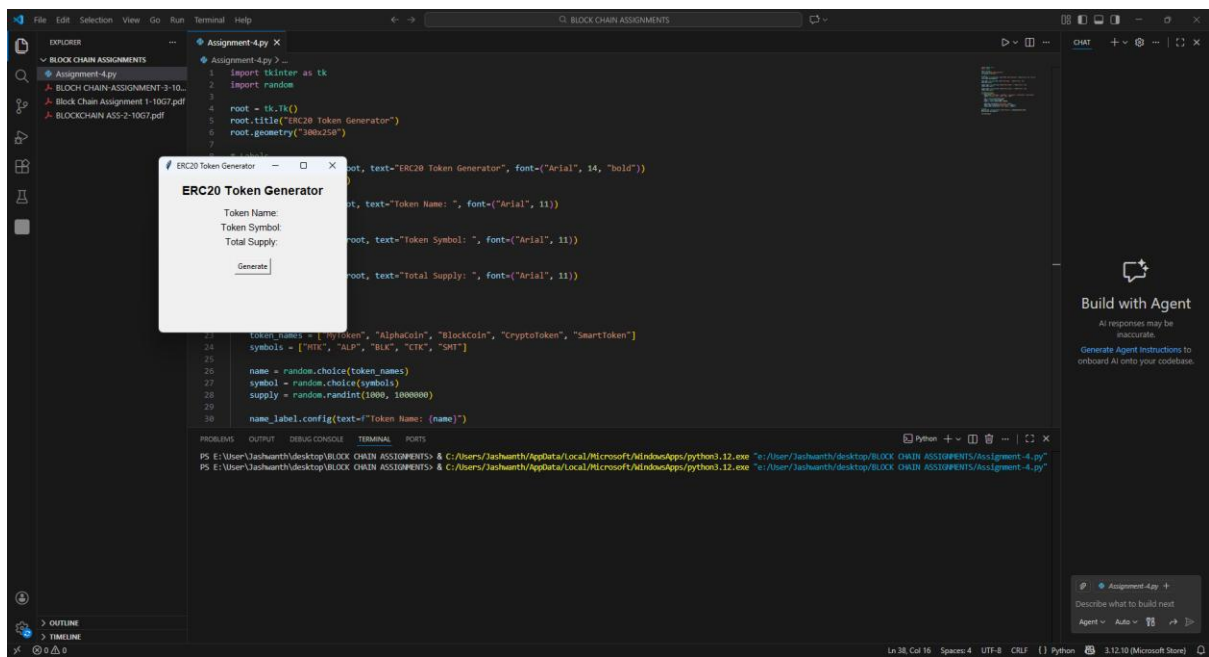 File Edit Selection View Go Run Terminal Help
BLOCK CHAIN ASSIGNMENTS
EXPLORER
BLOCK CHAIN ASSIGNMENTS
Assignment-4.py
BLOCH CHAIN-ASSIGNMENT-3-10...
Block Chain Assignment 1-10G7.pdf
BLOCKCHAIN ASS-2-10G7.pdf
OUTLINE
TIMELINE
Assignment-4.py
Assignment-4.py > ...
1 import tkinter as tk
2 import random
3
4 root = tk.Tk()
5 root.title("ERC20 Token Generator")
6 root.geometry("300x250")
7
oot, text="ERC20 Token Generator", font=("Arial", 14, "bold"))
)
ot, text="Token Name: ", font=("Arial", 11))
root, text="Token Symbol: ", font=("Arial", 11))
root, text="Total Supply: ", font=("Arial", 11))
23 token_names = ["MyToken", "AlphaCoin", "BlockCoin", "CryptoToken", "SmartToken"]
24 symbols = ["MTK", "ALP", "BLK", "CTK", "SMT"]
25
26 name = random.choice(token_names)
27 symbol = random.choice(symbols)
28 supply = random.randint(1000, 1000000)
29
30 name_label.config(text=f"Token Name: {name}")
ERC20 Token Generator
ERC20 Token Generator
Token Name:
Token Symbol:
Total Supply:
Generate
PROBLEMS OUTPUT DEBUG CONSOLE TERMINAL PORTS
Python
PS E:\User\Jashwanth\desktop\BLOCK CHAIN ASSIGNMENTS> & C:/Users/Jashwanth/AppData/Local/Microsoft/WindowsApps/python3.12.exe "e:/User/Jashwanth/desktop/BLOCK CHAIN ASSIGNMENTS/Assignment-4.py"
PS E:\User\Jashwanth\desktop\BLOCK CHAIN ASSIGNMENTS> & C:/Users/Jashwanth/AppData/Local/Microsoft/WindowsApps/python3.12.exe "e:/User/Jashwanth/desktop/BLOCK CHAIN ASSIGNMENTS/Assignment-4.py"
CHAT
Build with Agent
AI responses may be
inaccurate.
Generate Agent Instructions to
onboard AI onto your codebase.
Assignment-4.py
Describe what to build next
Agent Auto
0 0
Ln 38, Col 16 Spaces: 4 UTF-8 CRLF {} Python 3.12.10 (Microsoft Store)